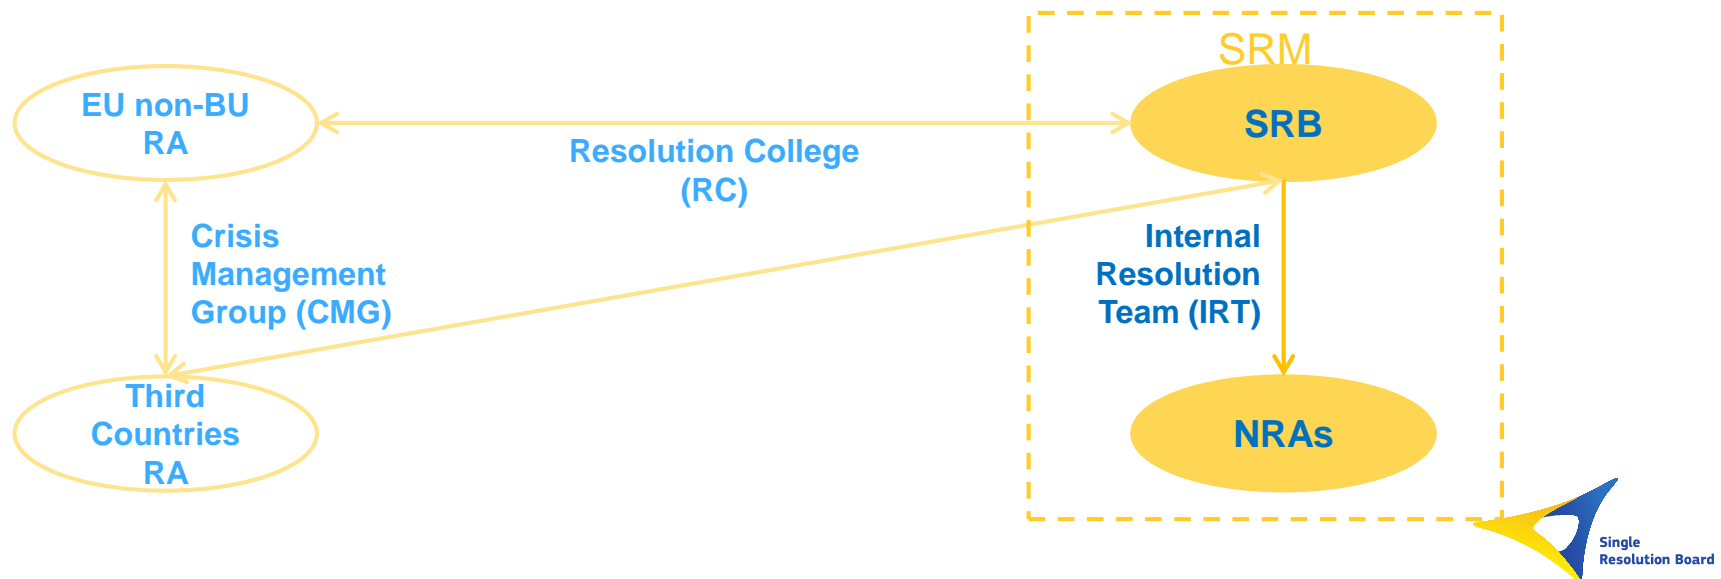 SRM
EU non-BU
RA
SRB
Resolution College
(RC)
Crisis
Management
Group (CMG)
Internal
Resolution
Team (IRT)
Third
Countries
RA
NRAs
Single
Resolution Board